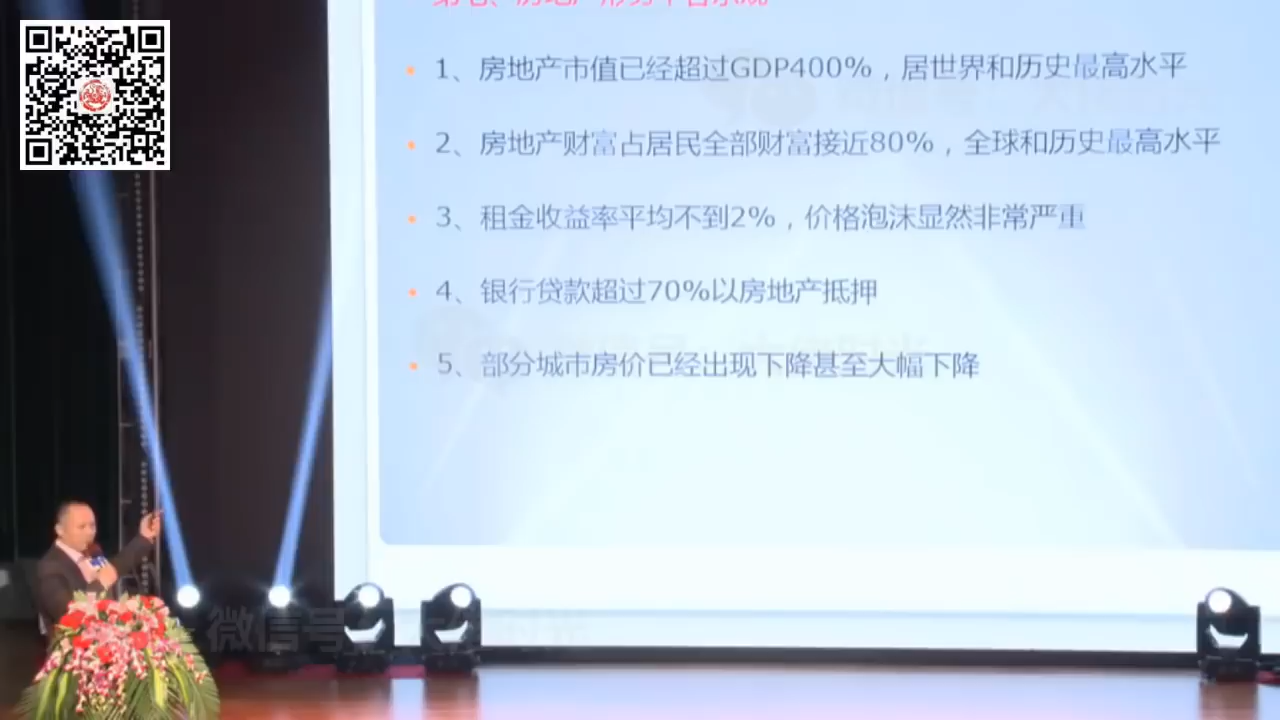 1、房地产市值已经超过GDP400%，居世界和历史最高水平
2、房地产财富占居民全部财富接近80%，全球和历史最高水平
3、租金收益率平均不到2%，价格泡沫显然非常严重
4、银行贷款超过70%以房地产抵押
5、部分城市房价已经出现下降甚至大幅下降
微信号